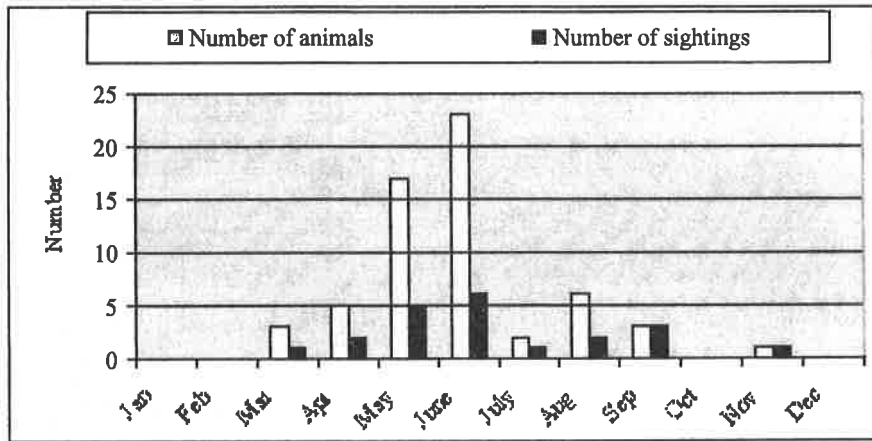 Number of animals Number of sightings
25
20
15
10
5
0
Number
Jan Feb Mar Apr May June July Aug Sep Oct Nov Dec